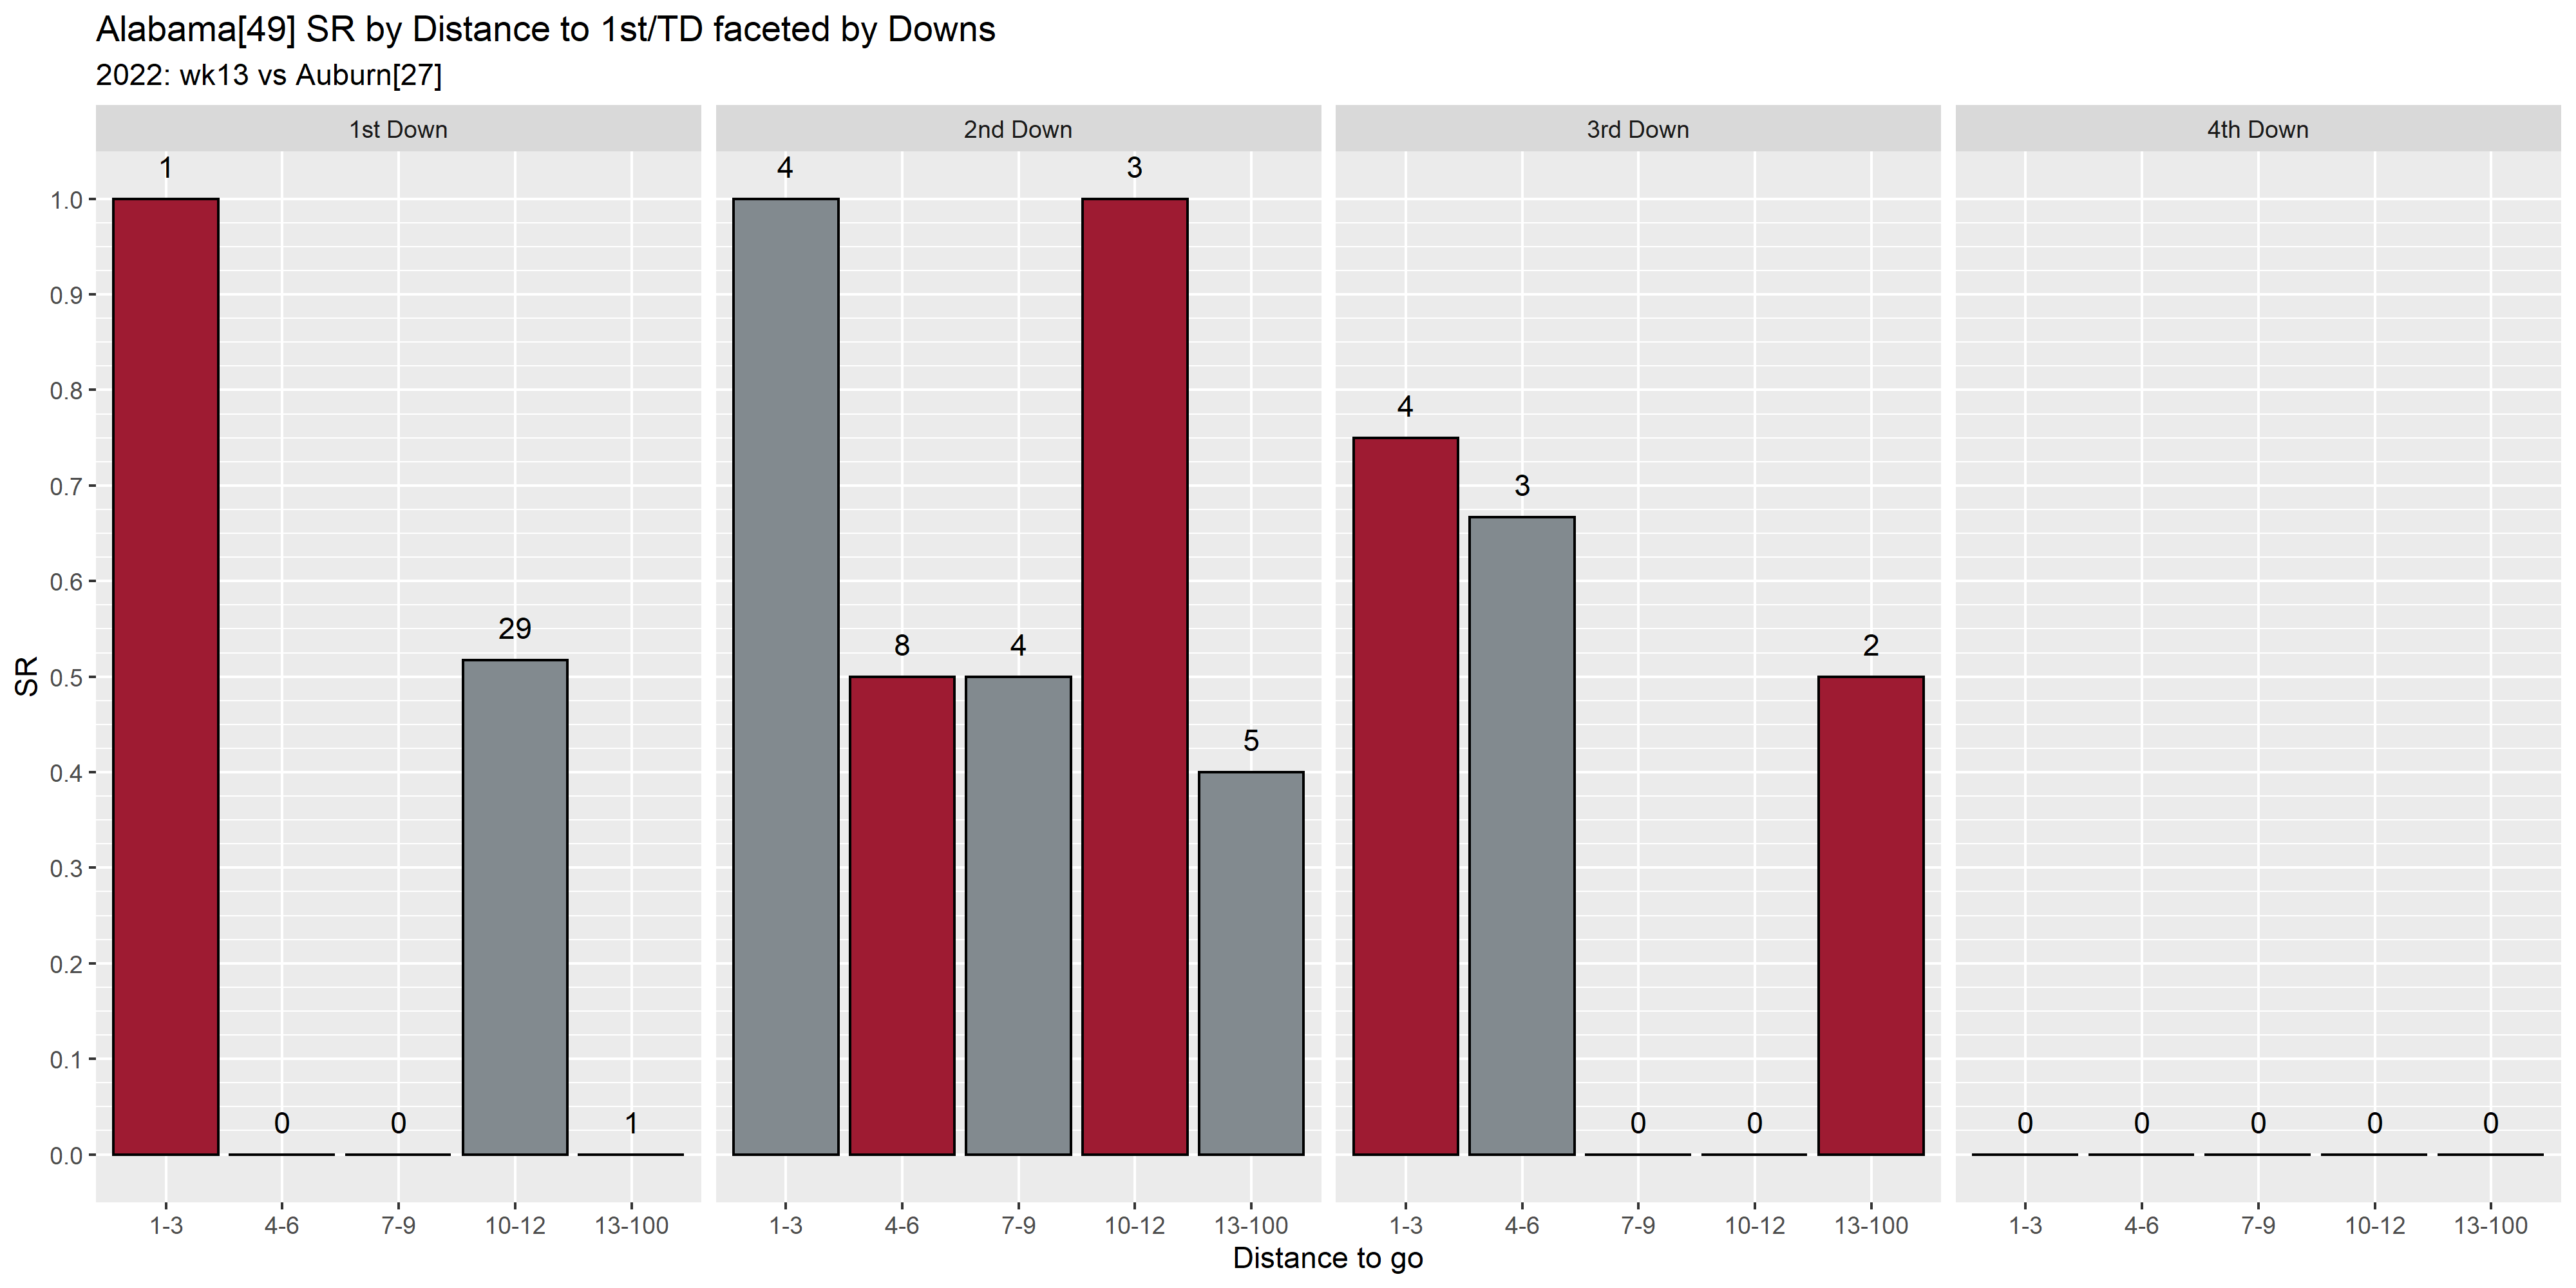 Alabama[49] SR by Distance to 1st/TD faceted by Downs
2022: wk13 vs Auburn[27]
1st Down 2nd Down 3rd Down 4th Down
1 0 0 29 1
4 8 4 3 5
4 3 0 0 2
0 0 0 0 0
SR
1.0
0.9
0.8
0.7
0.6
0.5
0.4
0.3
0.2
0.1
0.0
1-3 4-6 7-9 10-12 13-100 1-3 4-6 7-9 10-12 13-100 1-3 4-6 7-9 10-12 13-100 1-3 4-6 7-9 10-12 13-100
Distance to go